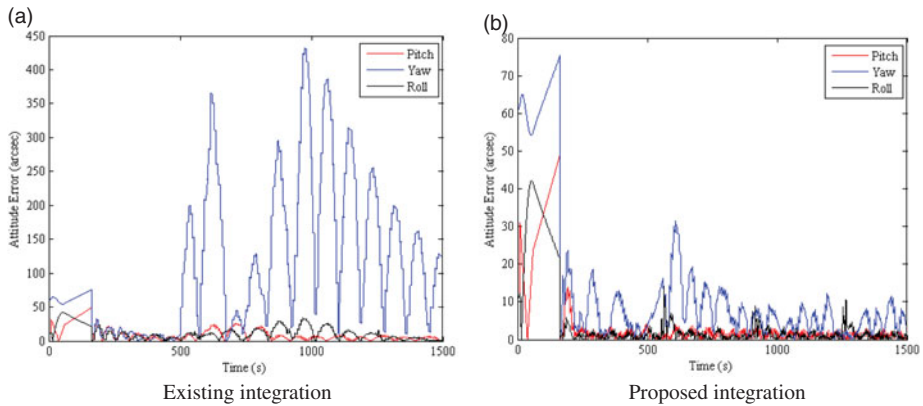 (a)
450
400
350
300
250
200
150
100
50
0
Attitude Error (arcsec)
Pitch
Yaw
Roll
0
500
1000
1500
Time (s)
Existing integration
(b)
80
70
60
50
40
30
20
10
0
Attitude Error (arcsec)
Pitch
Yaw
Roll
0
500
1000
1500
Time (s)
Proposed integration